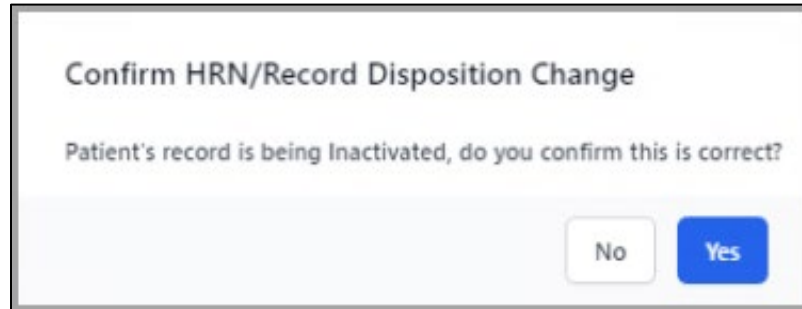 Confirm HRN/Record Disposition Change
Patient's record is being Inactivated, do you confirm this is correct?
No Yes